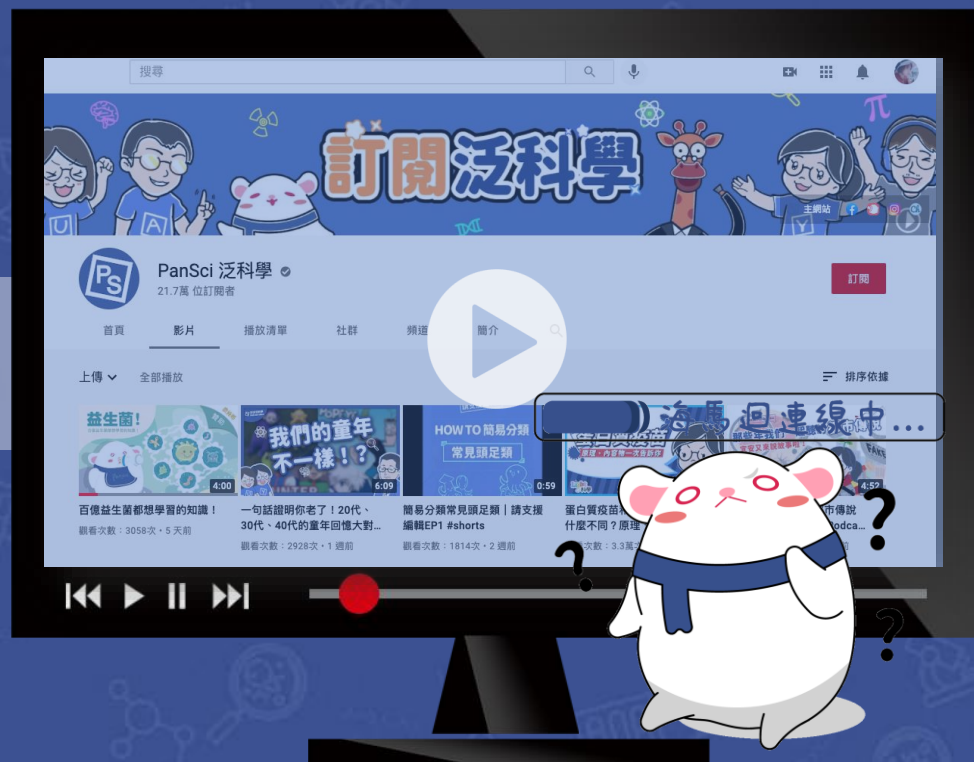 搜尋
訂閱泛科學
主網站
PS
PanSci 泛科學
21.7萬 位訂閱者
訂閱
首頁 影片 播放清單 社群 頻道 簡介
上傳 全部播放 排序依據
海馬迴連線中...
益生菌!
我們的童年
不一樣!?
HOW TO 簡易分類
常見頭足類
4:00
6:09
0:59
4:52
百億益生菌都想學習的知識!
觀看次數:3058次・5 天前
一句話證明你老了!20代、
30代、40代的童年回憶大對...
觀看次數:2928次・1 週前
簡易分類常見頭足類|請支援
編輯EP1 #shorts
觀看次數:1814次・2 週前
蛋白質疫苗
什麼不同?原理
觀看次數:3.3萬
市傳說
? ? ?